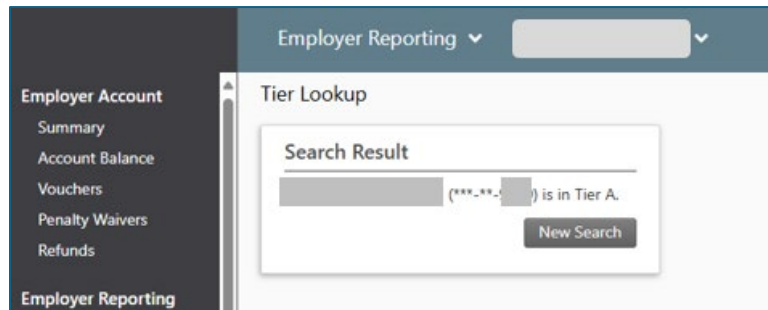 Employer Reporting
Employer Account
Summary
Account Balance
Vouchers
Penalty Waivers
Refunds
Employer Reporting
Tier Lookup
Search Result
(***-**- ) is in Tier A.
New Search